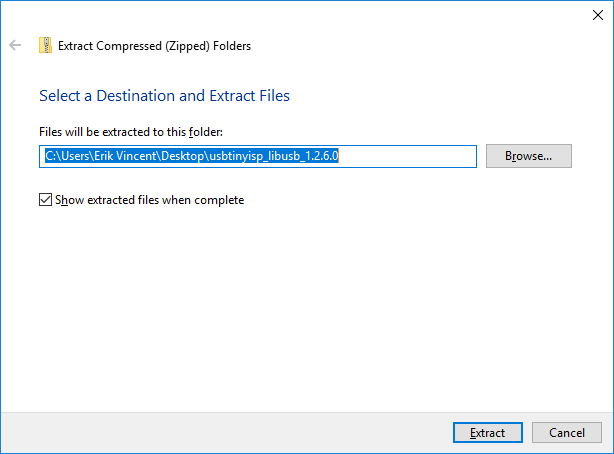 Extract Compressed (Zipped) Folders
Select a Destination and Extract Files
Files will be extracted to this folder:
C:\Users\Erik Vincent\Desktop\usbtinyisp_libusb_1.2.6.0
Browse...
Show extracted files when complete
Extract
Cancel